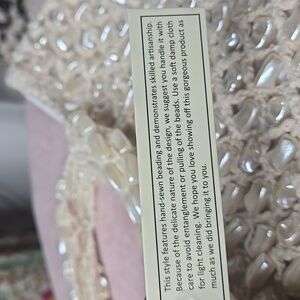 This style features hand-sewn beading and demonstrates skilled artisanship.
Because of the delicate nature of the design, we suggest you handle it with
care to avoid entanglement or pulling of the beads. Use a soft damp cloth
for light cleaning. We hope you love showing off this gorgeous product as
much as we did bringing it to you.